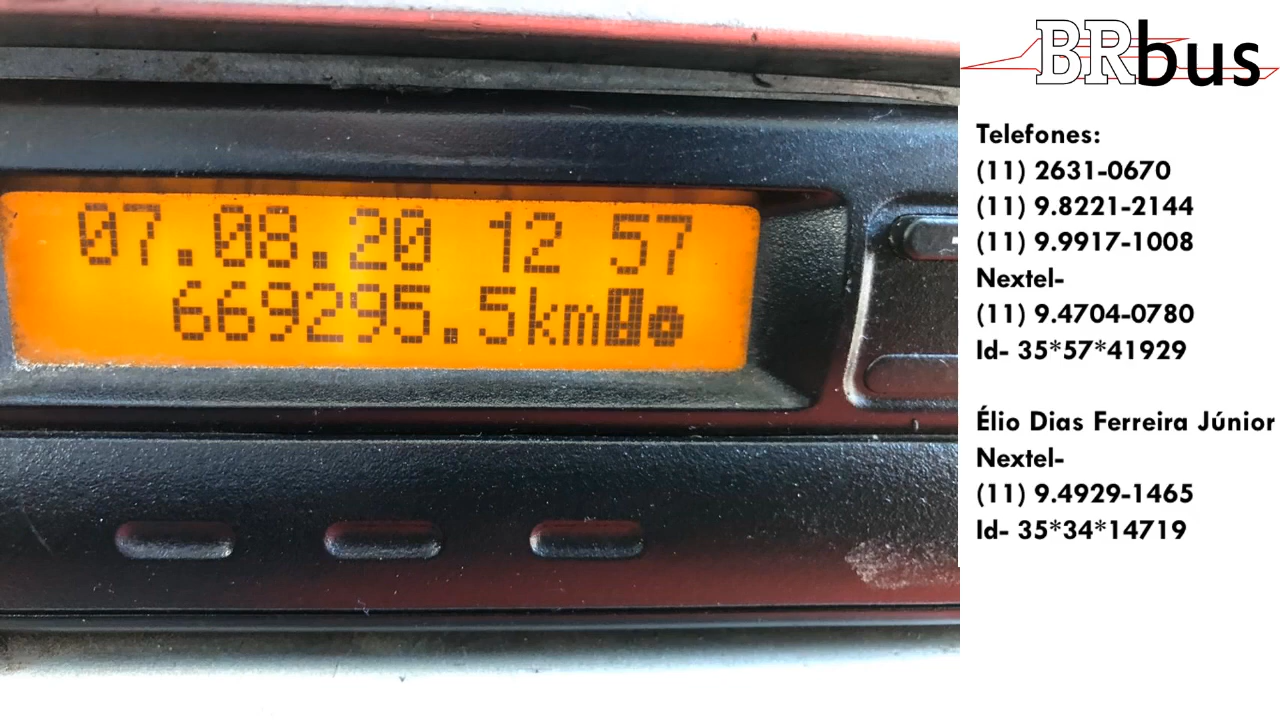 07.08.20 12 57
669295.5km
BRbus
Telefones:
(11) 2631-0670
(11) 9.8221-2144
(11) 9.9917-1008
Nextel-
(11) 9.4704-0780
Id- 35*57*41929
Élio Dias Ferreira Júnior
Nextel-
(11) 9.4929-1465
Id- 35*34*14719